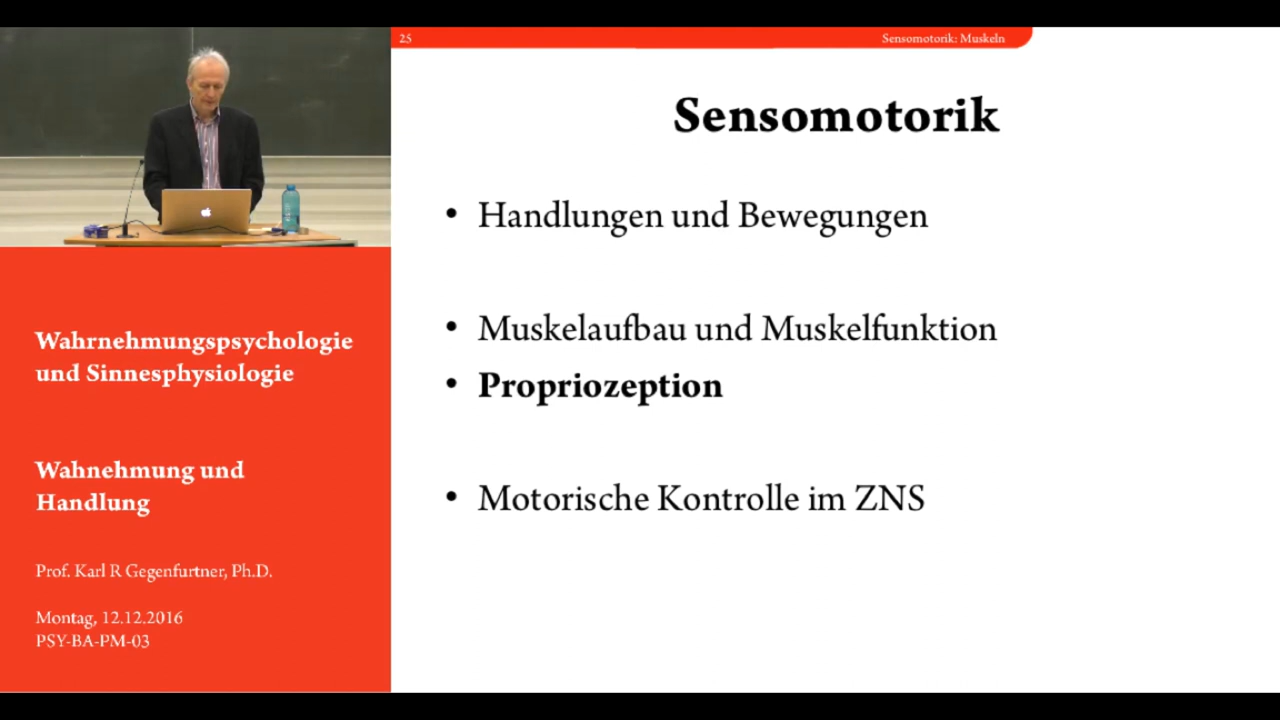 25
Sensomotorik: Muskeln
Sensomotorik
• Handlungen und Bewegungen
• Muskelaufbau und Muskelfunktion
• Propriozeption
• Motorische Kontrolle im ZNS
Wahrnehmungspsychologie
und Sinnesphysiologie
Wahnehmung und
Handlung
Prof. Karl R Gegenfurtner, Ph.D.
Montag, 12.12.2016
PSY-BA-PM-03